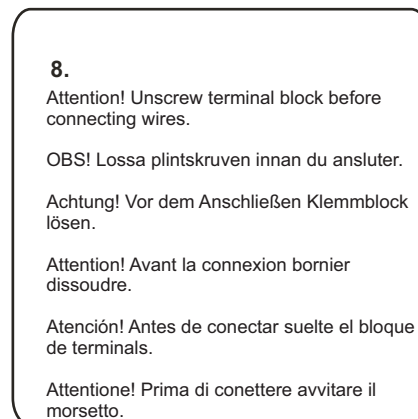 8.
Attention! Unscrew terminal block before
connecting wires.
OBS! Lossa plintskruven innan du ansluter.
Achtung! Vor dem Anschließen Klemmblock
lösen.
Attention! Avant la connexion bornier
dissoudre.
Atención! Antes de conectar suelte el bloque
de terminals.
Attentione! Prima di conettere avvitare il
morsetto.